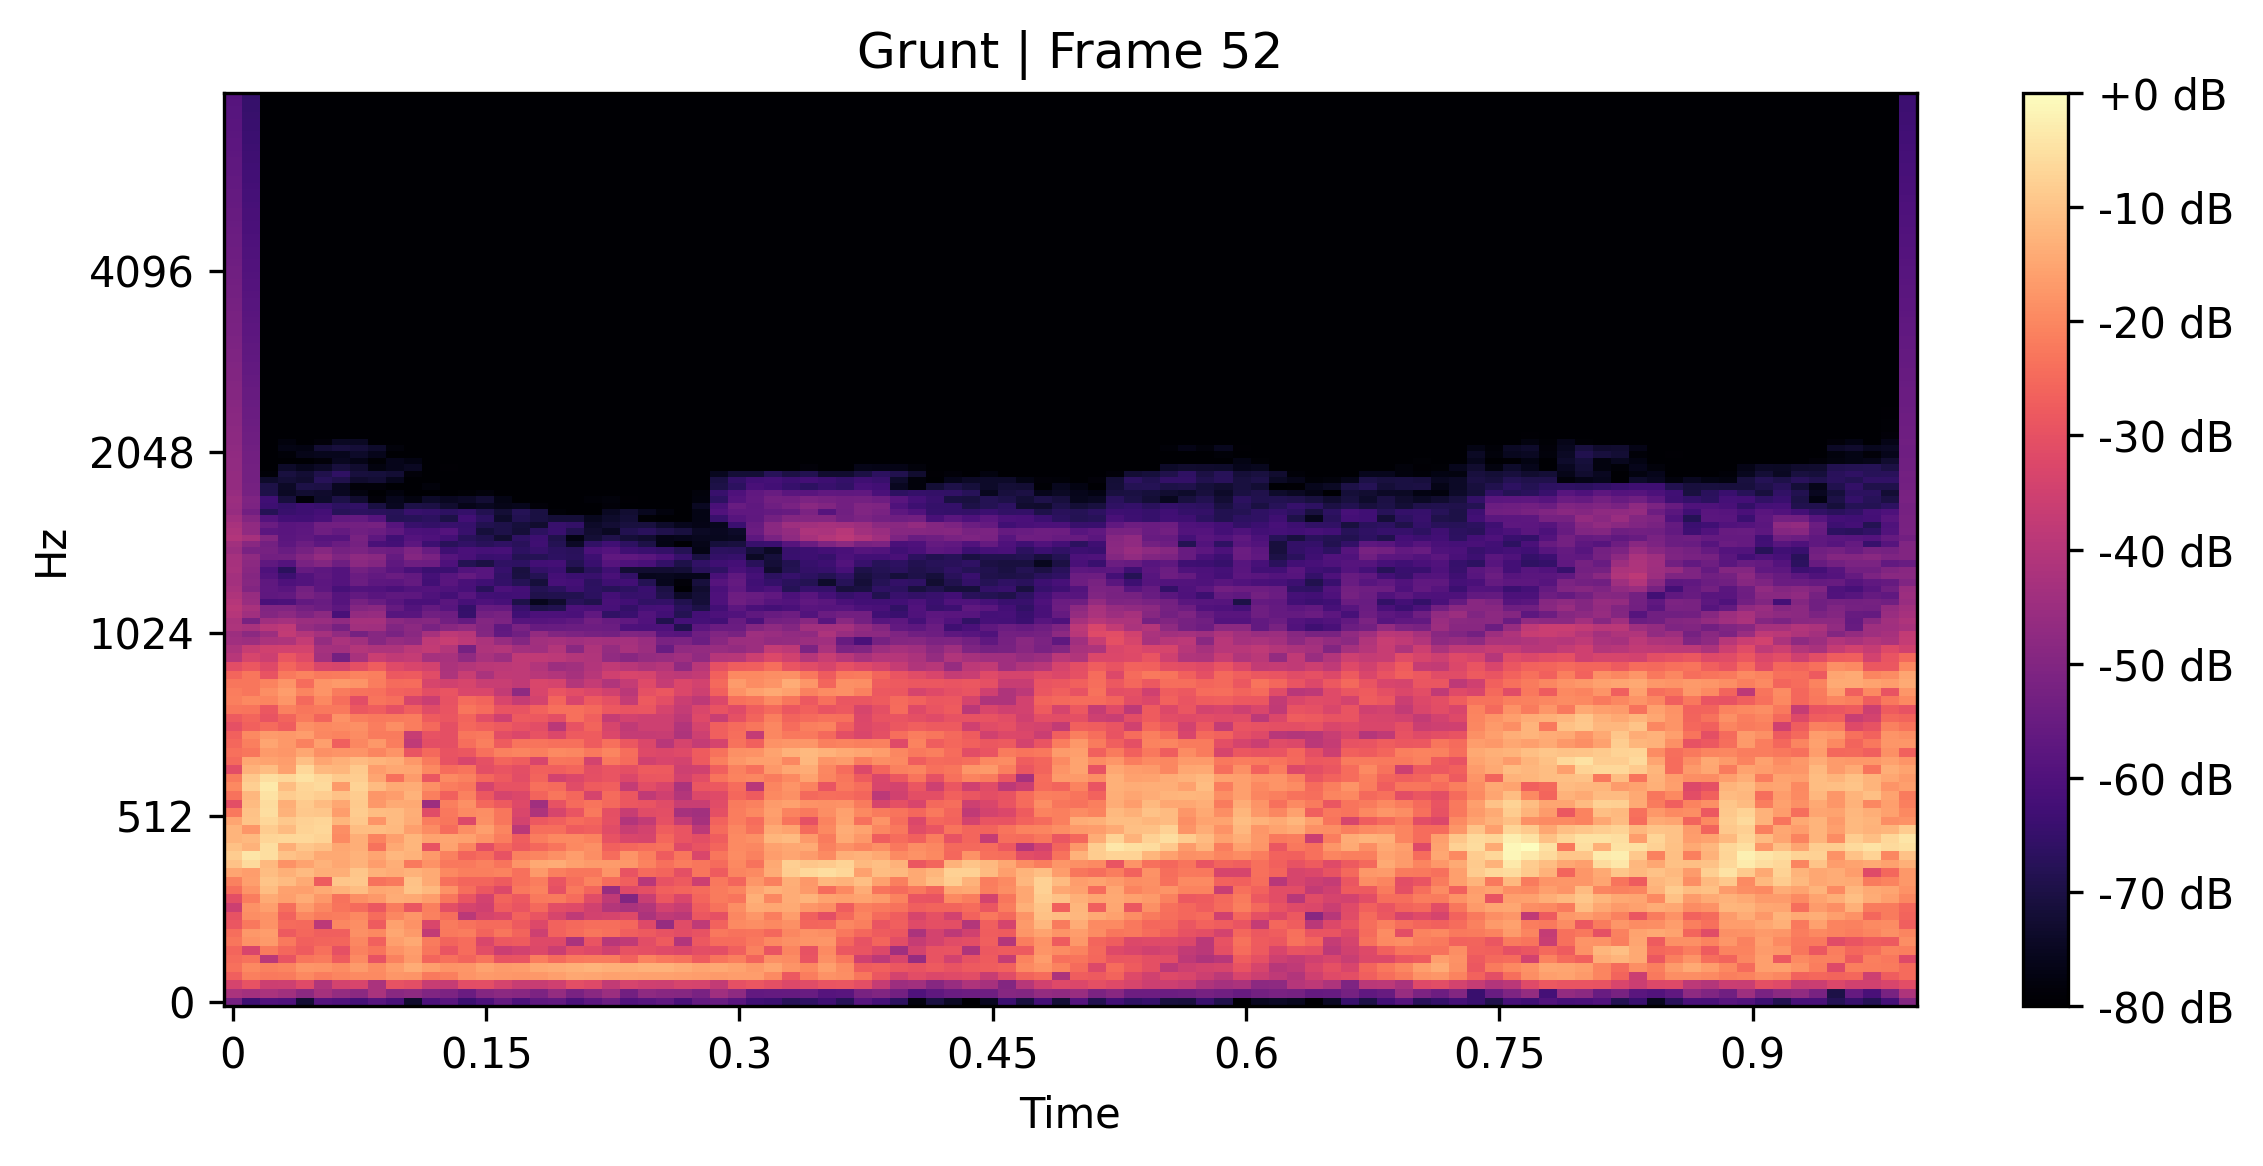 Grunt | Frame 52
Hz
4096
2048
1024
512
0
0 0.15 0.3 0.45 0.6 0.75 0.9
Time
+0 dB
-10 dB
-20 dB
-30 dB
-40 dB
-50 dB
-60 dB
-70 dB
-80 dB